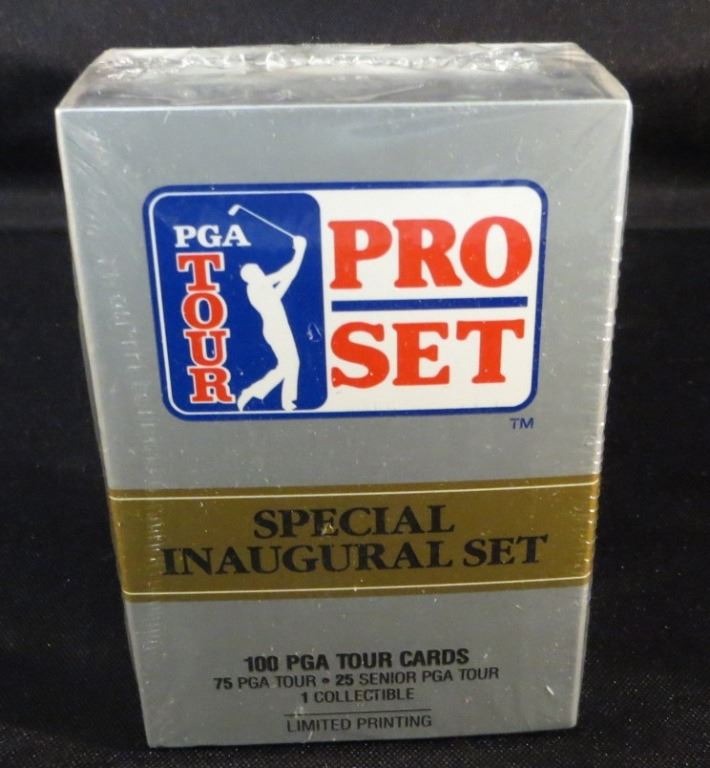 PGA
TOUR
PRO
SET
TM
SPECIAL
INAUGURAL SET
100 PGA TOUR CARDS
75 PGA TOUR • 25 SENIOR PGA TOUR
1 COLLECTIBLE
LIMITED PRINTING